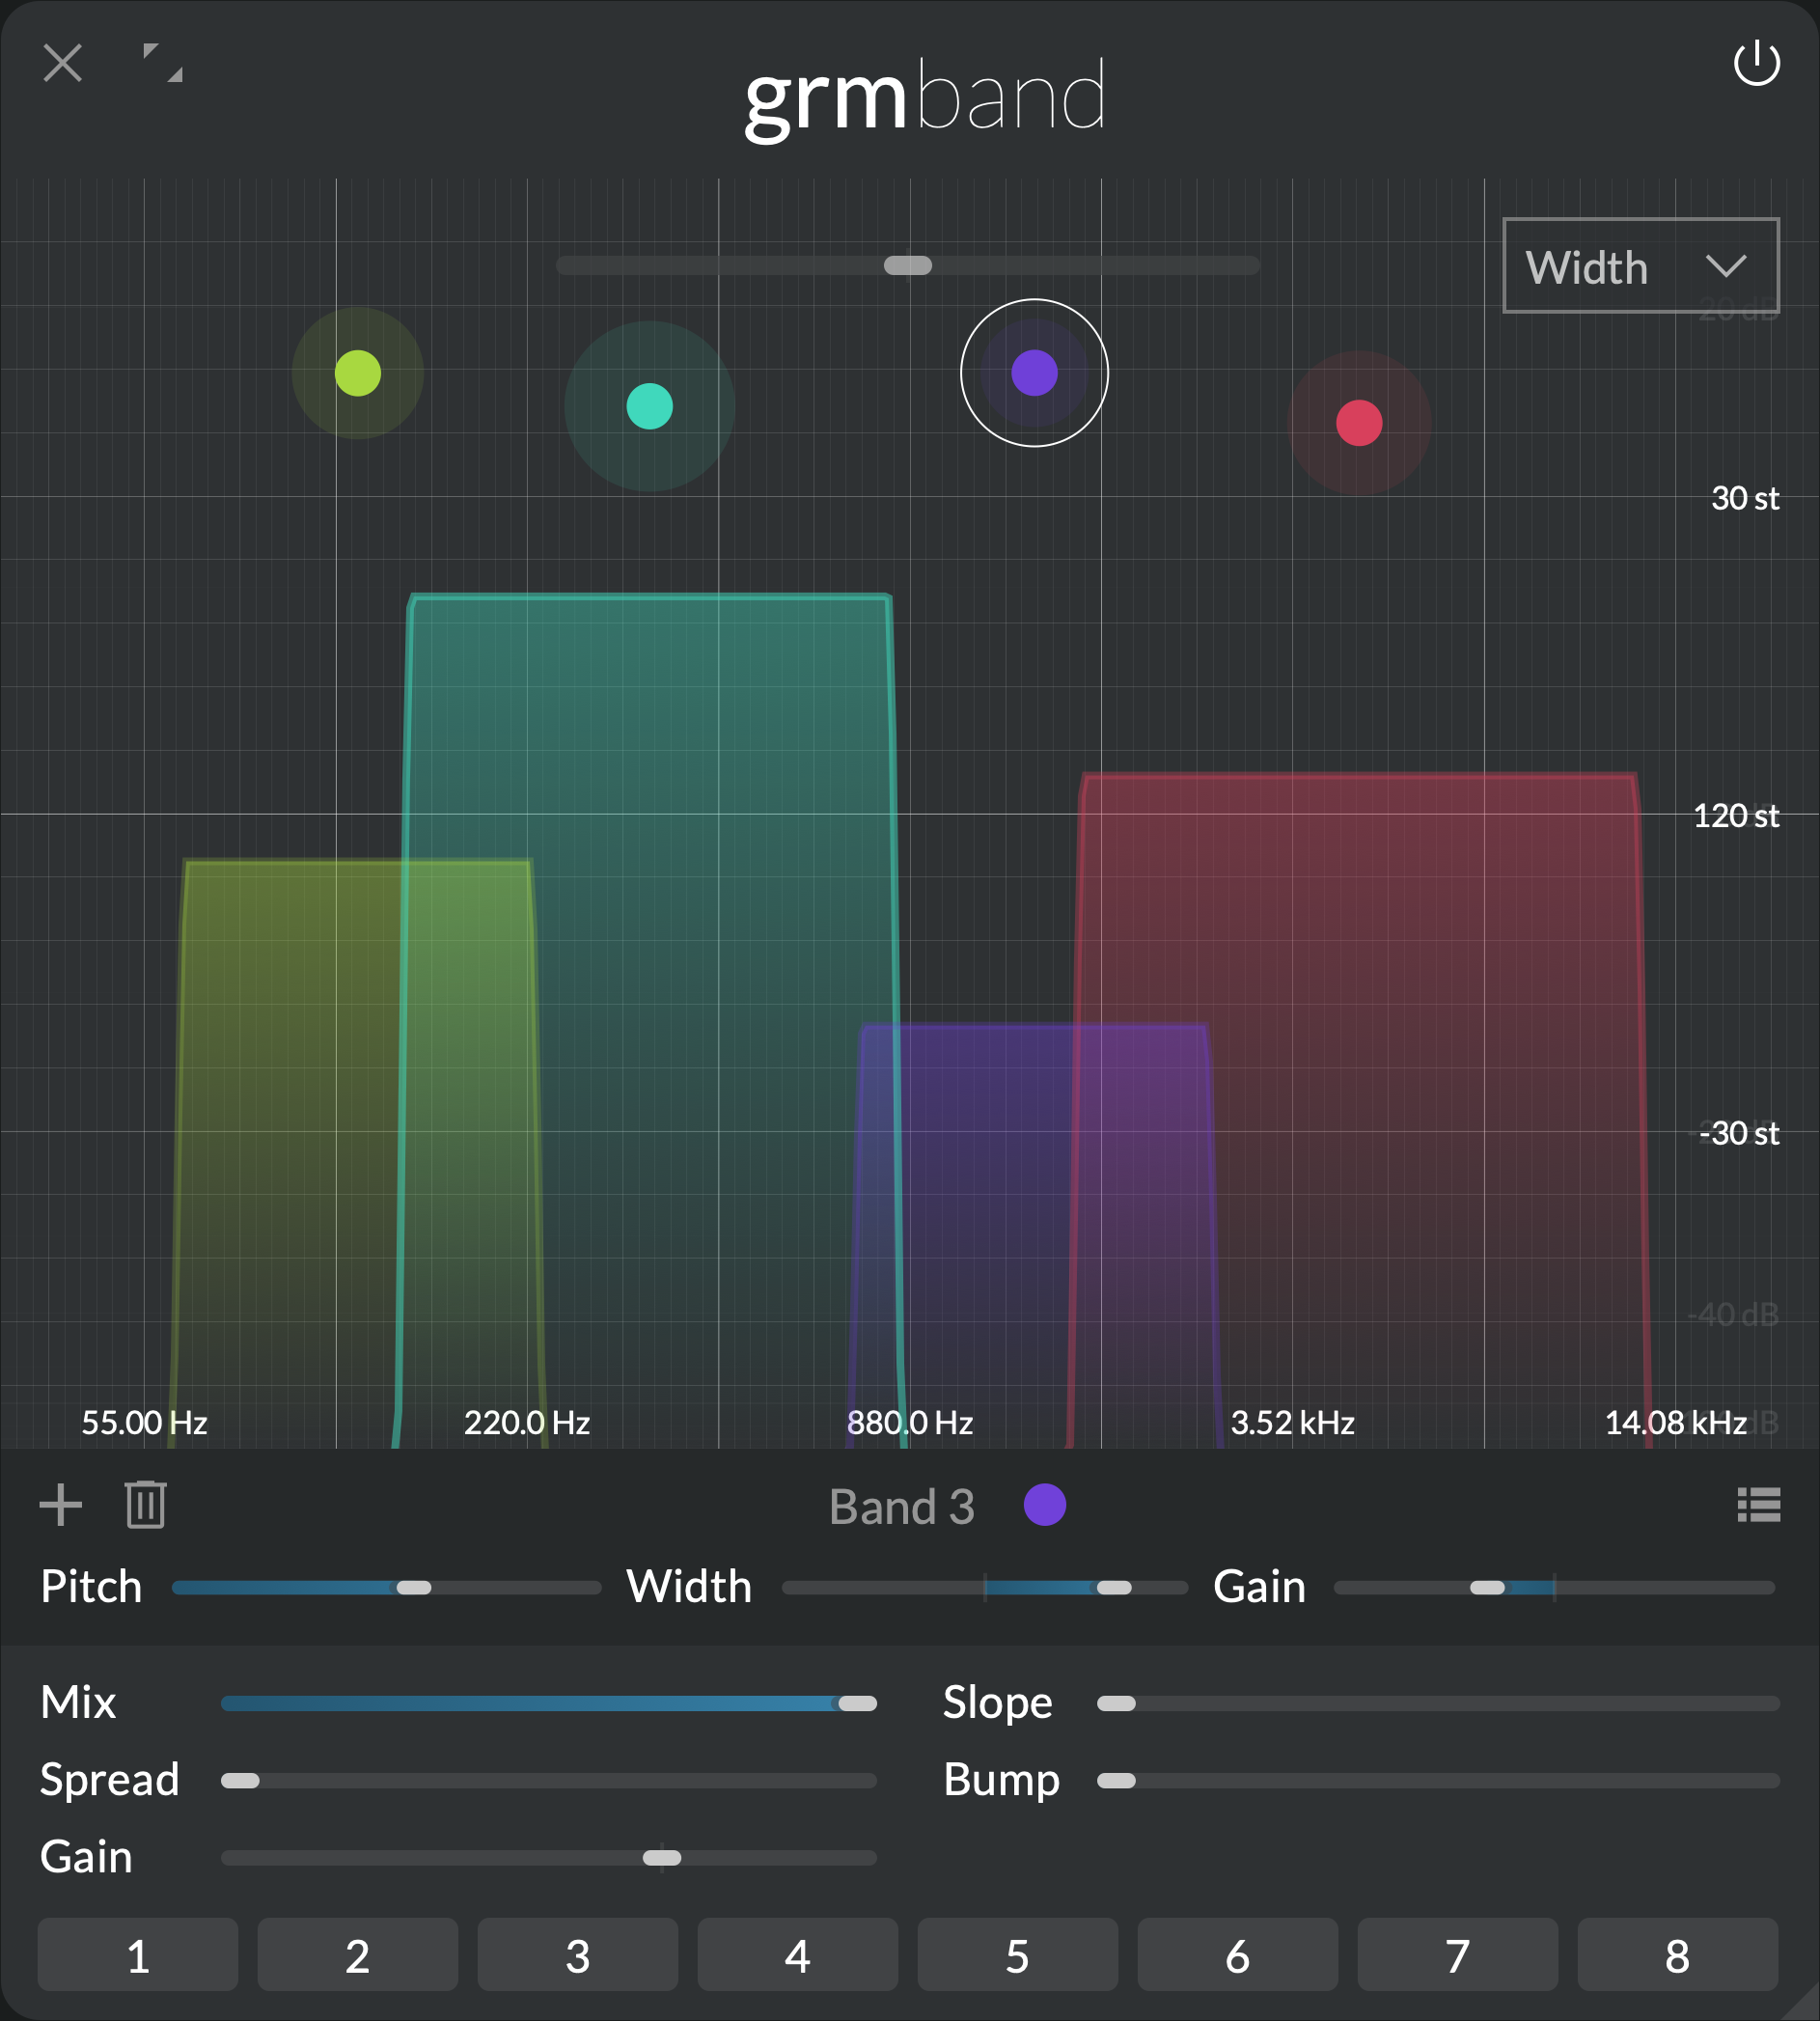 grmband
Width
20 dB
30 st
120 st
-30 st
-40 dB
55.00 Hz 220.0 Hz 880.0 Hz 3.52 kHz 14.08 kHz
Band 3
Pitch Width Gain
Mix Slope
Spread Bump
Gain
1 2 3 4 5 6 7 8